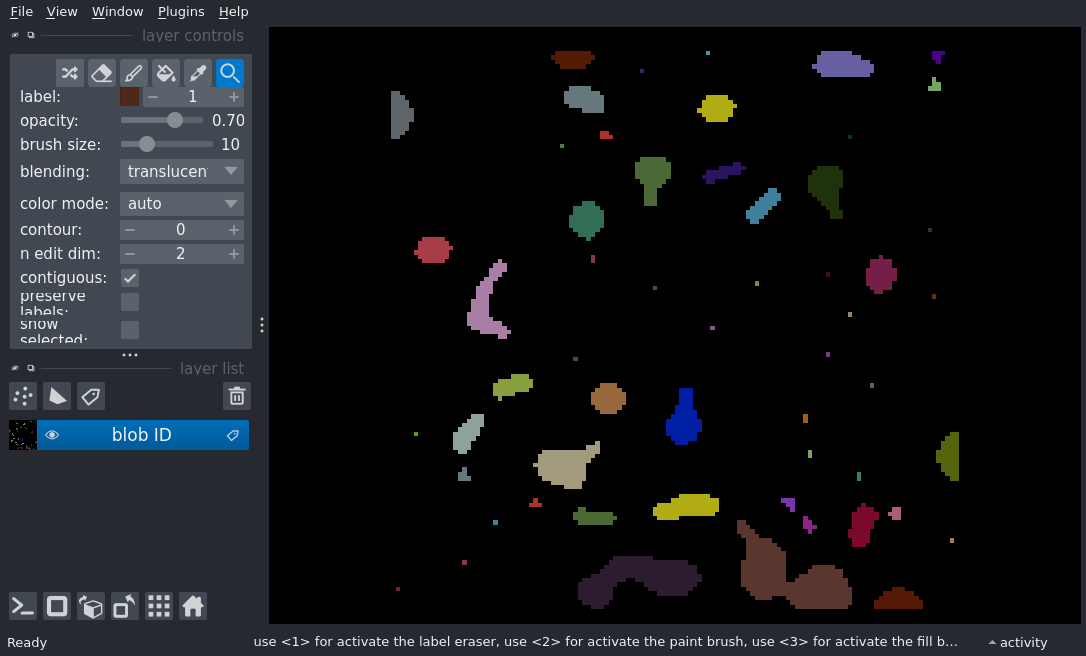 File View Window Plugins Help
layer controls
label: 1
opacity: 0.70
brush size: 10
blending: translucen
color mode: auto
contour: 0
n edit dim: 2
contiguous:
preserve
labels:
show
selected:
layer list
blob ID
Ready use <1> for activate the label eraser, use <2> for activate the paint brush, use <3> for activate the fill b... activity